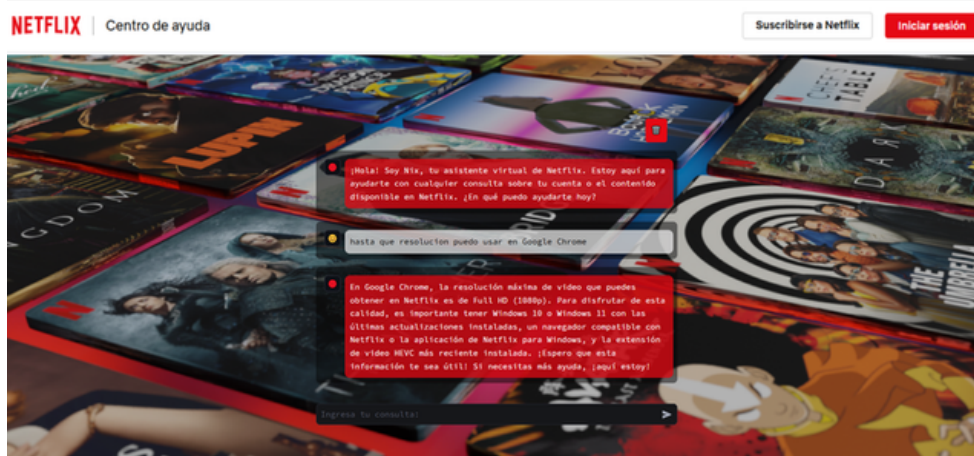 NETFLIX Centro de ayuda
Suscribirse a Netflix
Iniciar sesión
LUPIN
CHEF'S
TABLE
DARK
THE
UMBRELLA
¡Hola! Soy Nix, tu asistente virtual de Netflix. Estoy aquí para
ayudarte con cualquier consulta sobre tu cuenta o el contenido
disponible en Netflix. ¿En qué puedo ayudarte hoy?
hasta que resolucion puedo usar en Google Chrome
En Google Chrome, la resolución máxima de video que puedes
obtener en Netflix es de Full HD (1080p). Para disfrutar de esta
calidad, es importante tener Windows 10 o Windows 11 con las
últimas actualizaciones instaladas, un navegador compatible con
Netflix o la aplicación de Netflix para Windows, y la extensión
de video HEVC más reciente instalada. ¡Espero que esta
información te sea útil! Si necesitas más ayuda, ¡aquí estoy!
Ingresa tu consulta: